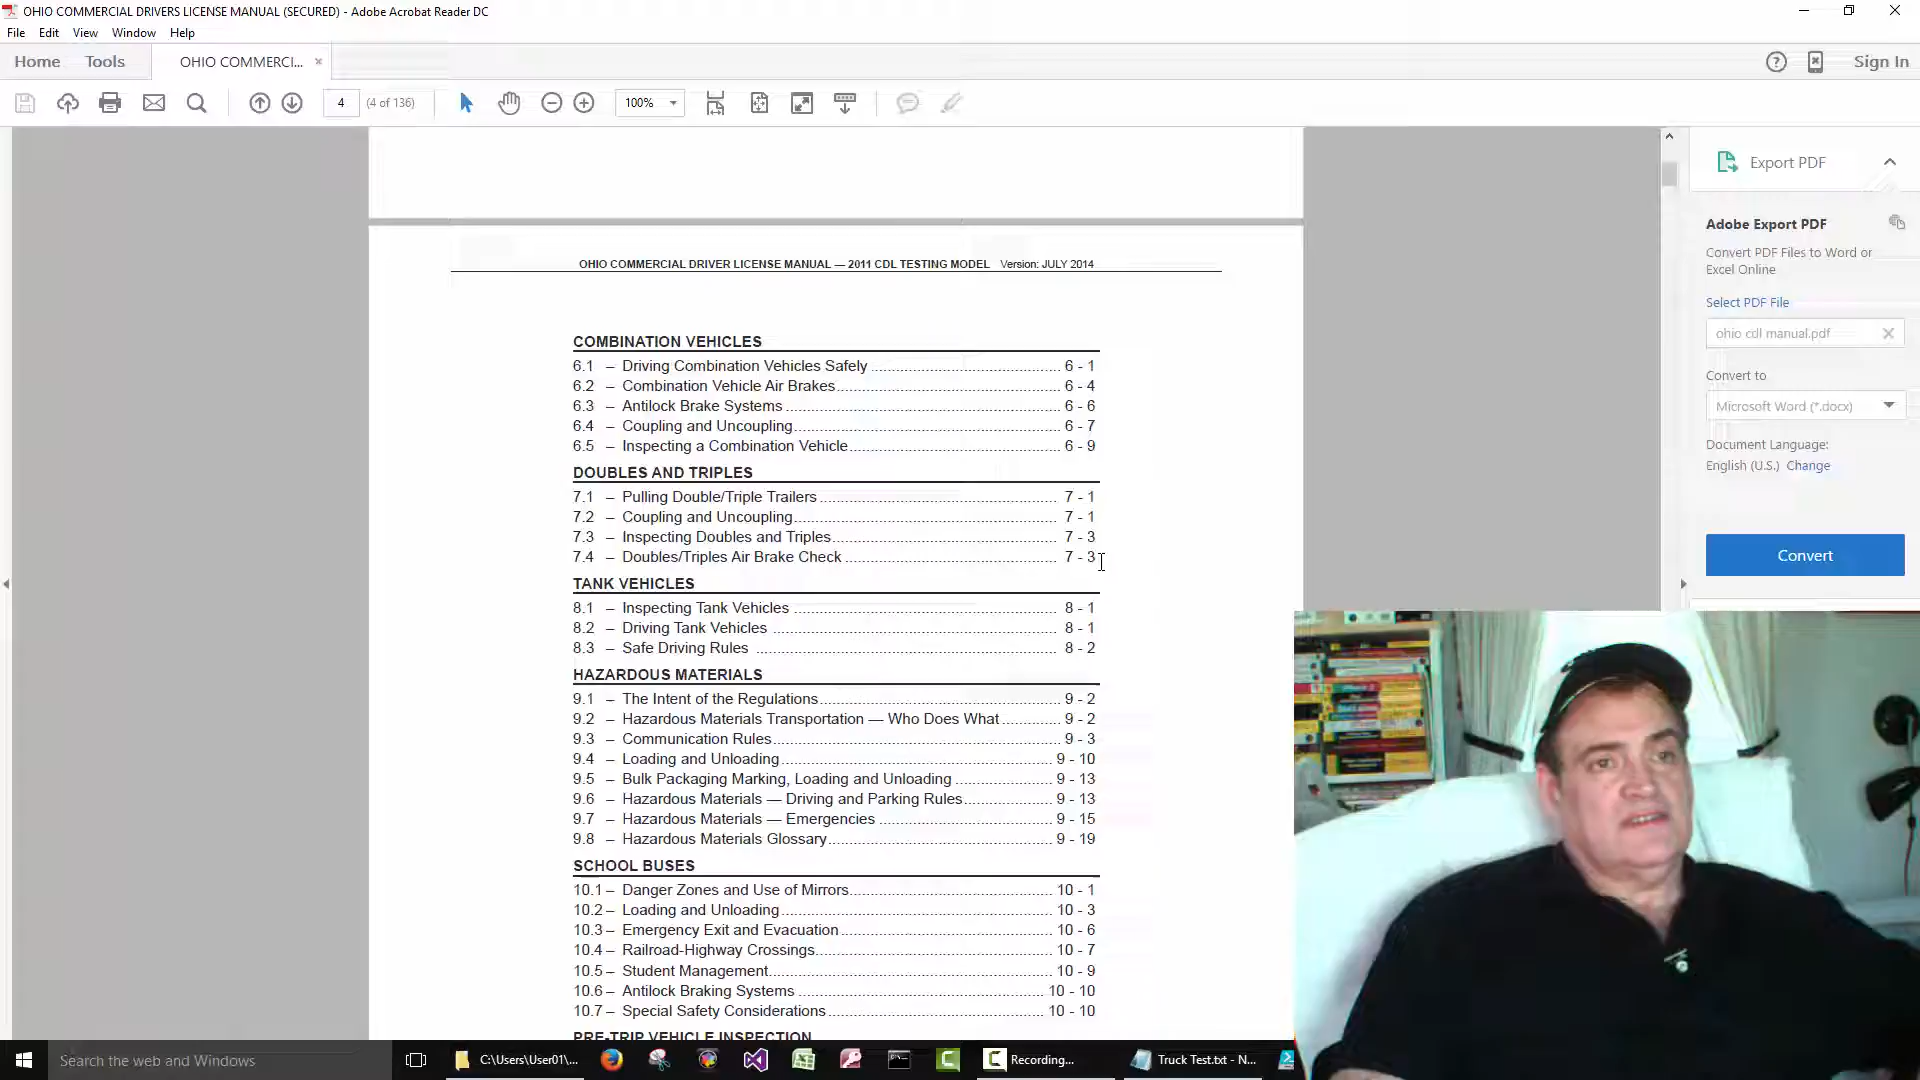 OHIO COMMERCIAL DRIVERS LICENSE MANUAL (SECURED) - Adobe Acrobat Reader DC
File Edit View Window Help
Home Tools OHIO COMMERCI... × Sign In
4 (4 of 136) 100%
OHIO COMMERCIAL DRIVER LICENSE MANUAL — 2011 CDL TESTING MODEL Version: JULY 2014
COMBINATION VEHICLES
6.1 – Driving Combination Vehicles Safely ........ 6 - 1
6.2 – Combination Vehicle Air Brakes ........ 6 - 4
6.3 – Antilock Brake Systems ........ 6 - 6
6.4 – Coupling and Uncoupling ........ 6 - 7
6.5 – Inspecting a Combination Vehicle ........ 6 - 9
DOUBLES AND TRIPLES
7.1 – Pulling Double/Triple Trailers ........ 7 - 1
7.2 – Coupling and Uncoupling ........ 7 - 1
7.3 – Inspecting Doubles and Triples ........ 7 - 3
7.4 – Doubles/Triples Air Brake Check ........ 7 - 3
TANK VEHICLES
8.1 – Inspecting Tank Vehicles ........ 8 - 1
8.2 – Driving Tank Vehicles ........ 8 - 1
8.3 – Safe Driving Rules ........ 8 - 2
HAZARDOUS MATERIALS
9.1 – The Intent of the Regulations ........ 9 - 2
9.2 – Hazardous Materials Transportation — Who Does What ........ 9 - 2
9.3 – Communication Rules ........ 9 - 3
9.4 – Loading and Unloading ........ 9 - 10
9.5 – Bulk Packaging Marking, Loading and Unloading ........ 9 - 13
9.6 – Hazardous Materials — Driving and Parking Rules ........ 9 - 13
9.7 – Hazardous Materials — Emergencies ........ 9 - 15
9.8 – Hazardous Materials Glossary ........ 9 - 19
SCHOOL BUSES
10.1 – Danger Zones and Use of Mirrors ........ 10 - 1
10.2 – Loading and Unloading ........ 10 - 3
10.3 – Emergency Exit and Evacuation ........ 10 - 6
10.4 – Railroad-Highway Crossings ........ 10 - 7
10.5 – Student Management ........ 10 - 9
10.6 – Antilock Braking Systems ........ 10 - 10
10.7 – Special Safety Considerations ........ 10 - 10
PRE-TRIP VEHICLE INSPECTION
Export PDF
Adobe Export PDF
Convert PDF Files to Word or
Excel Online
Select PDF File
ohio cdl manual.pdf
Convert to
Microsoft Word (*.docx)
Document Language:
English (U.S.) Change
Convert
Search the web and Windows
C:\Users\User01\...
Recording...
Truck Test.txt - N...